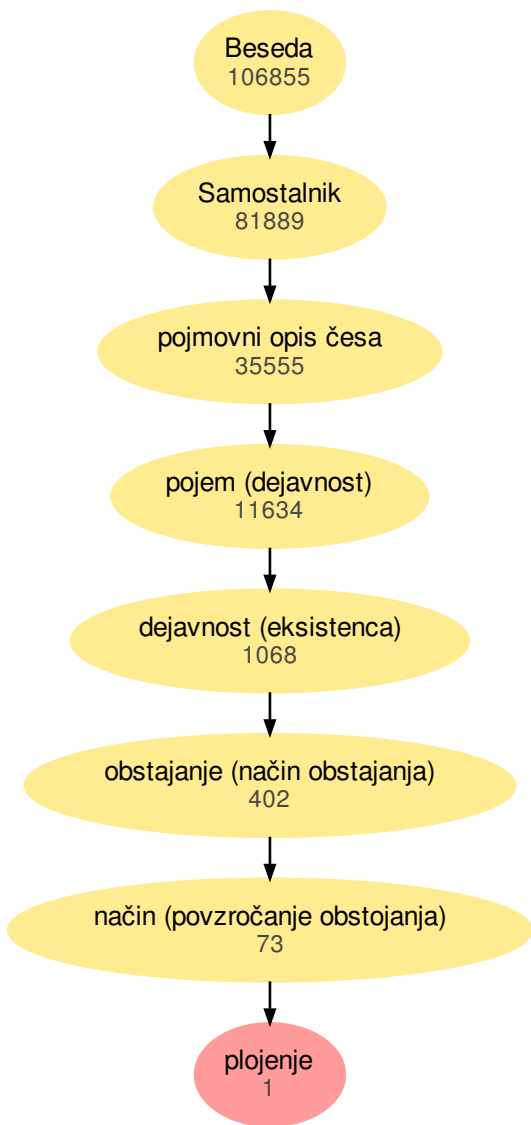 Beseda
106855
Samostalnik
81889
pojmovni opis česa
35555
pojem (dejavnost)
11634
dejavnost (eksistenca)
1068
obstajanje (način obstajanja)
402
način (povzročanje obstojanja)
73
plojenje
1